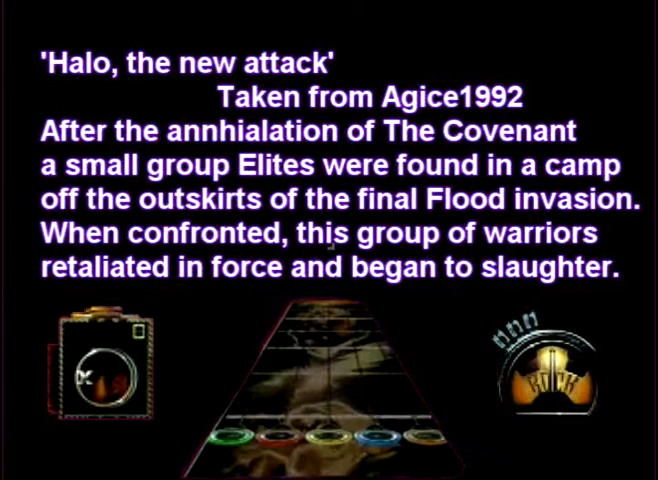 'Halo, the new attack'
Taken from Agice1992
After the annhialation of The Covenant
a small group Elites were found in a camp
off the outskirts of the final Flood invasion.
When confronted, this group of warriors
retaliated in force and began to slaughter.
x
ROCK